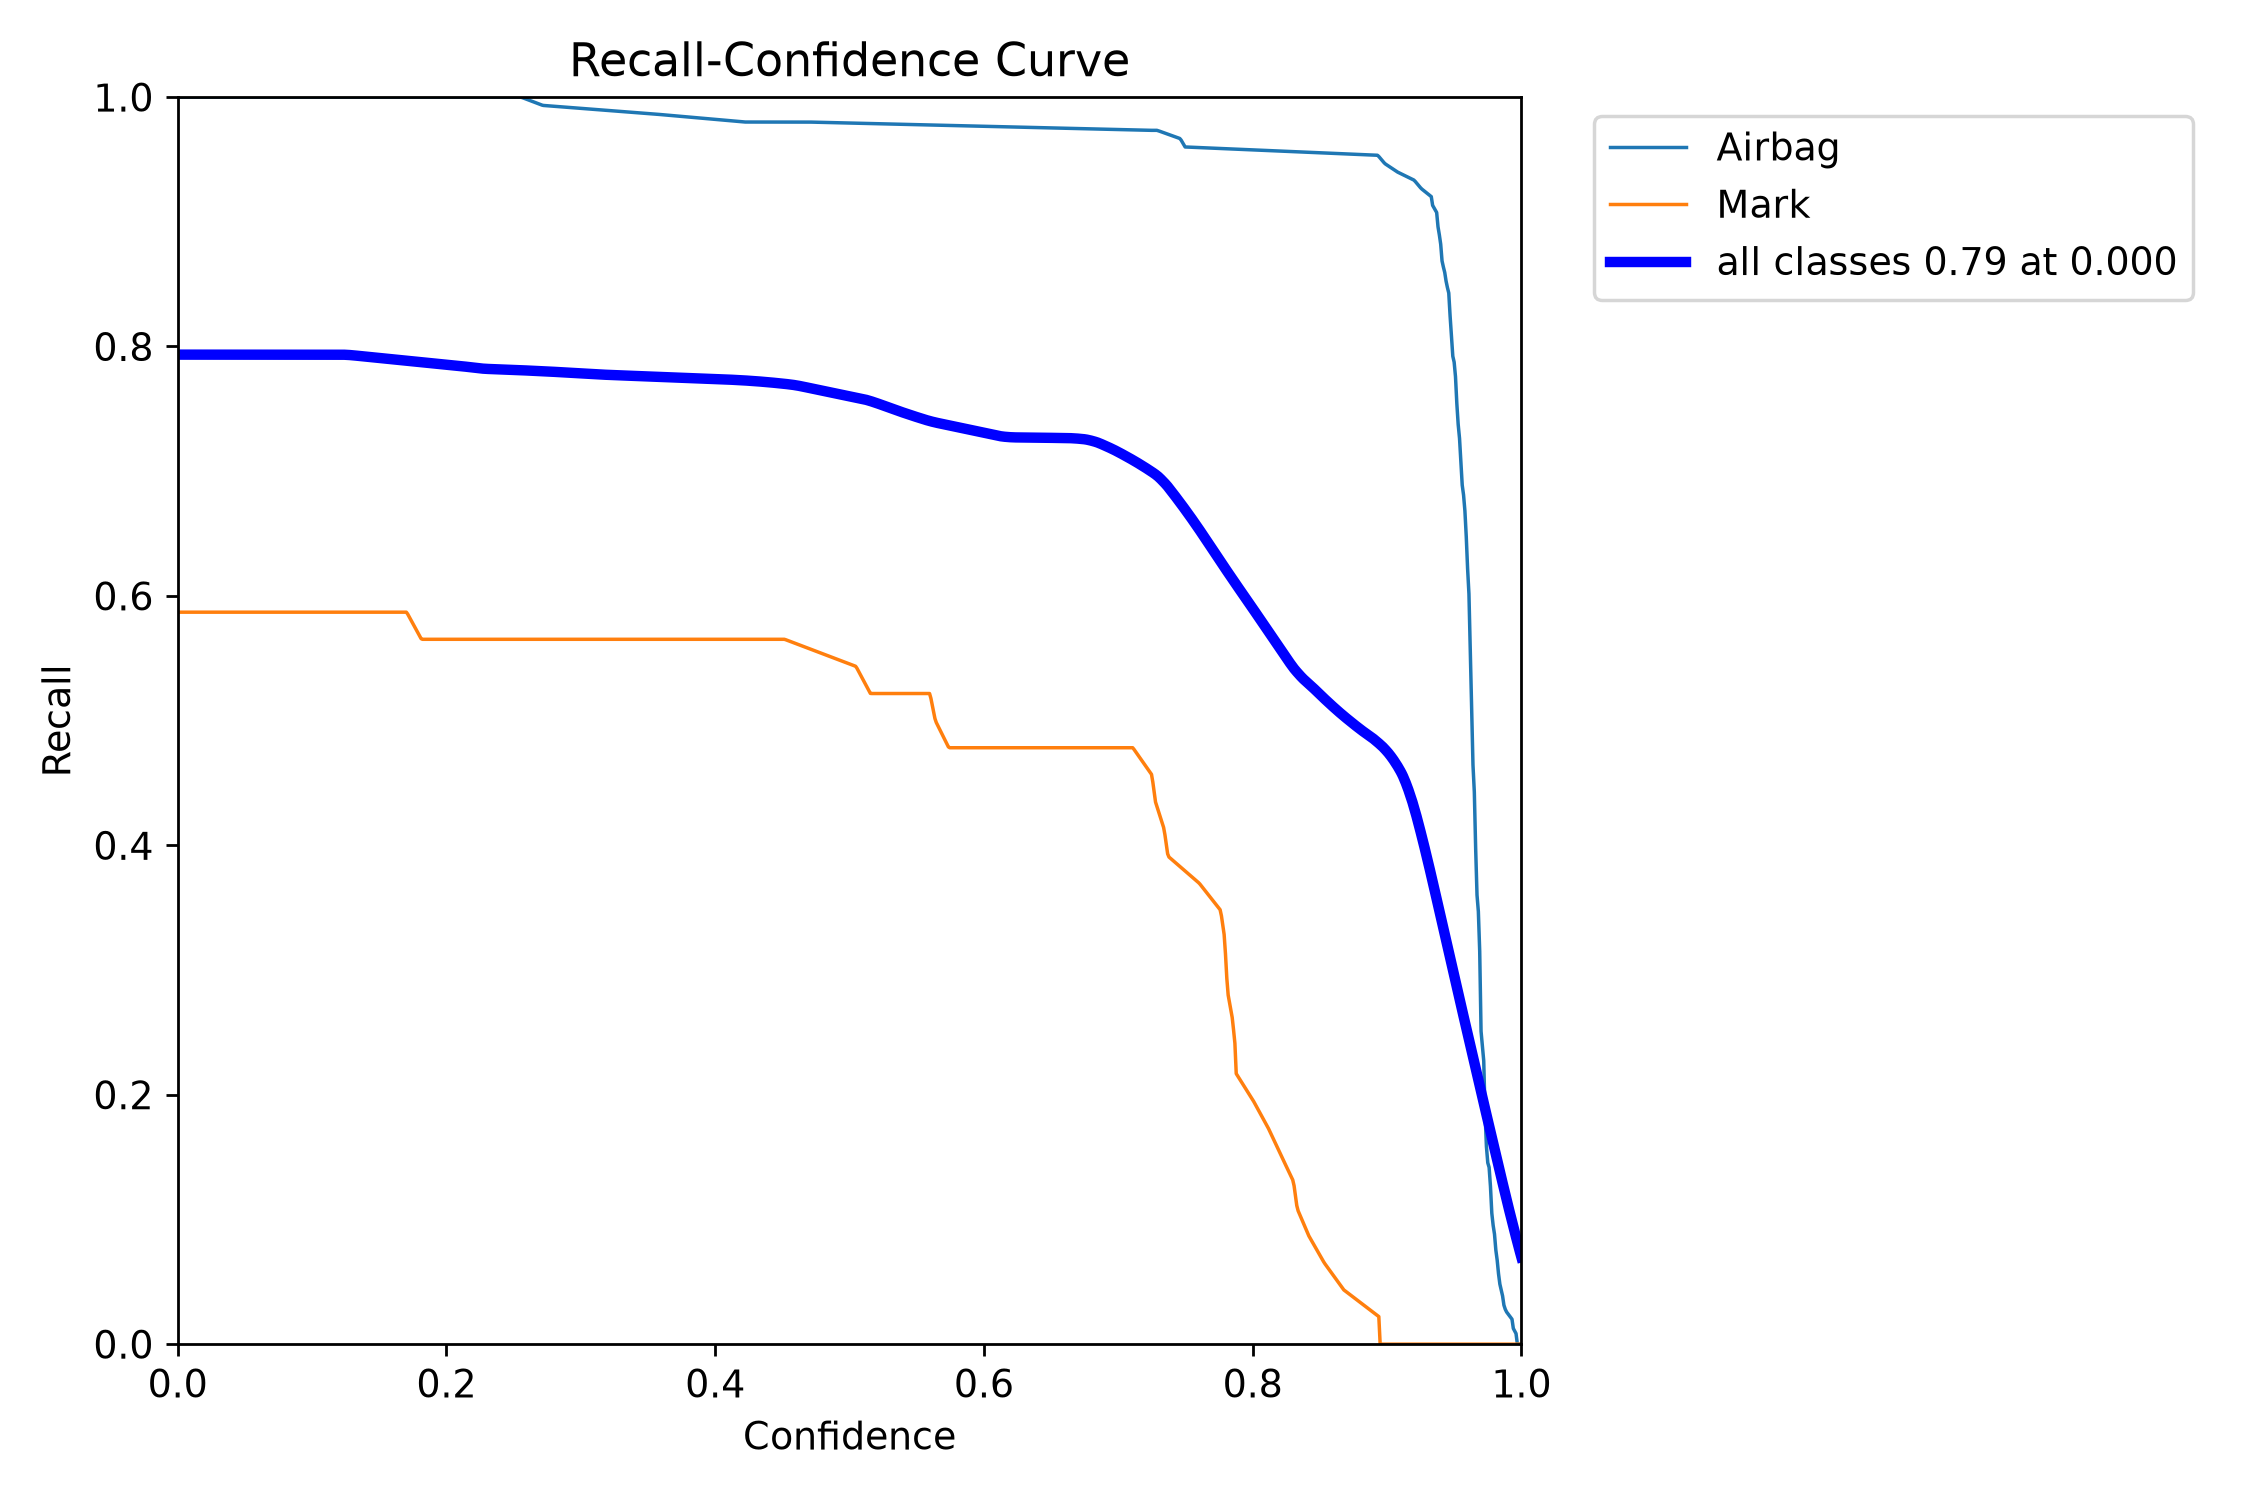 Recall-Confidence Curve
1.0
0.8
0.6
0.4
0.2
0.0
Recall
0.0 0.2 0.4 0.6 0.8 1.0
Confidence
Airbag
Mark
all classes 0.79 at 0.000